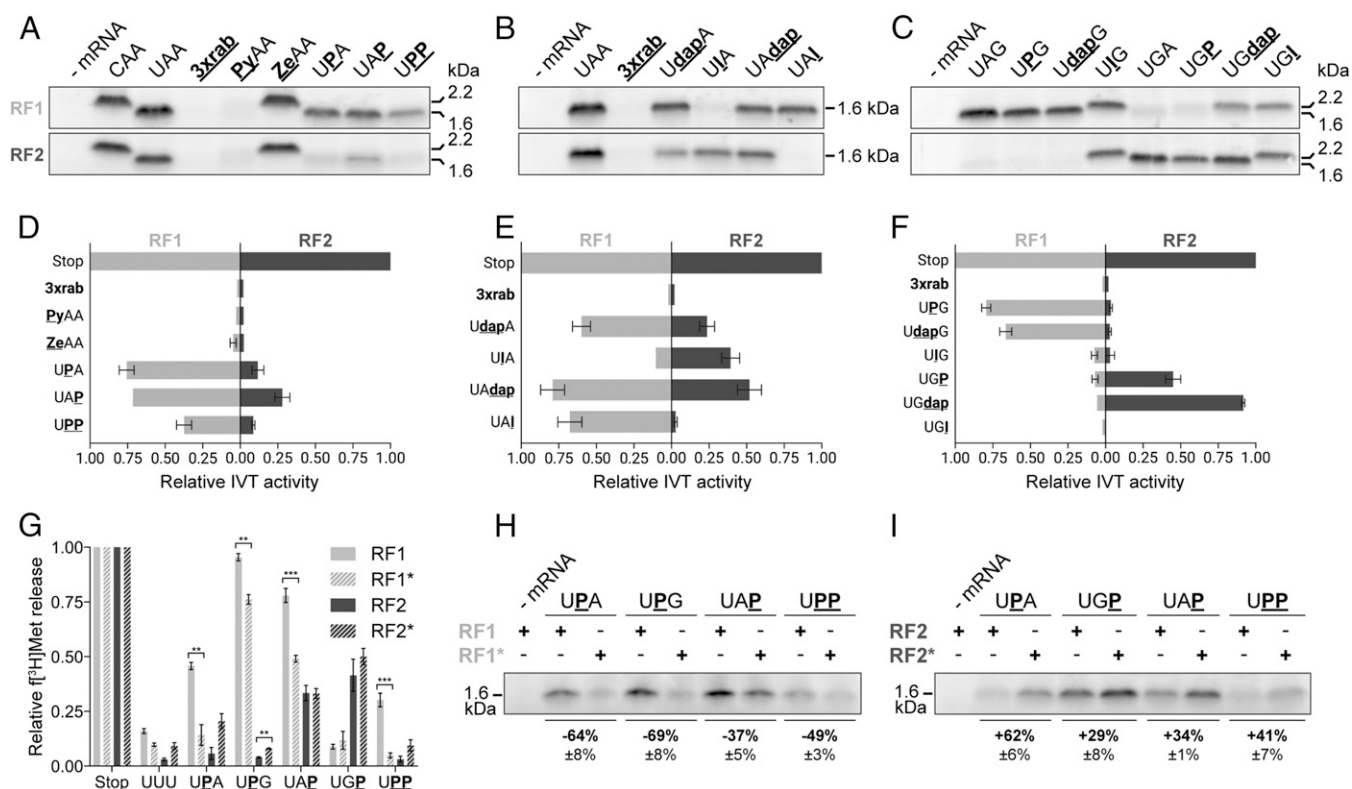 A
- mRNA CAA UAA 3xrab PyAA ZeAA UPA UAP UPP kDa
RF1 2.2
1.6
RF2 2.2
1.6
B
- mRNA UAA 3xrab UdapA UIA UAdap UAI
1.6 kDa
1.6 kDa
C
- mRNA UAG UPG UdapG UIG UGA UGP UGdap UGI kDa
2.2
1.6
2.2
1.6
D
RF1 RF2
Stop
3xrab
PyAA
ZeAA
UPA
UAP
UPP
1.00 0.75 0.50 0.25 0.00 0.25 0.50 0.75 1.00
Relative IVT activity
E
RF1 RF2
Stop
3xrab
UdapA
UIA
UAdap
UAI
1.00 0.75 0.50 0.25 0.00 0.25 0.50 0.75 1.00
Relative IVT activity
F
RF1 RF2
Stop
3xrab
UPG
UdapG
UIG
UGP
UGdap
UGI
1.00 0.75 0.50 0.25 0.00 0.25 0.50 0.75 1.00
Relative IVT activity
G
Relative f[³H]Met release
1.00
0.75
0.50
0.25
0.00
** ** ** *** ***
RF1
RF1*
RF2
RF2*
Stop UUU UPA UPG UAP UGP UPP
H
- mRNA UPA UPG UAP UPP
RF1 + + - + - + - + -
RF1* - - + - + - + - +
1.6
kDa
-64% -69% -37% -49%
±8% ±8% ±5% ±3%
I
- mRNA UPA UGP UAP UPP
RF2 + + - + - + - + -
RF2* - - + - + - + - +
1.6
kDa
+62% +29% +34% +41%
±6% ±8% ±1% ±7%